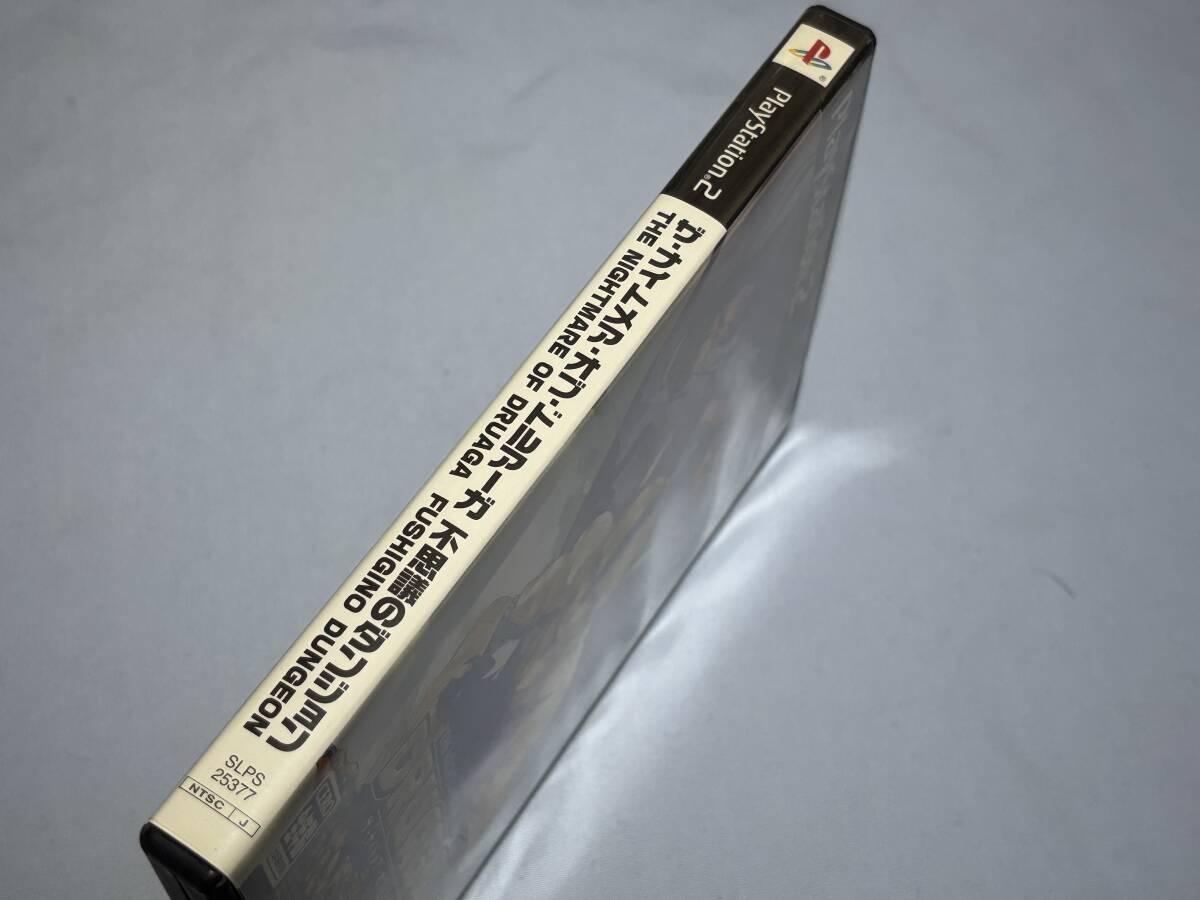 PlayStation®2
ザ・ナイトメア・オブ・ドルアーガ 不思議のダンジョン
THE NIGHTMARE OF DRUAGA FUSHIGINO DUNGEON
SLPS
25377
NTSC J